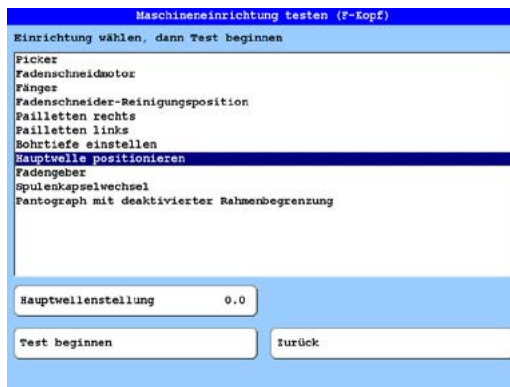 Maschineneinrichtung testen (F-Kopf)
Einrichtung wählen, dann Test beginnen
Picker
Fadenschneidmotor
Fänger
Fadenschneider-Reinigungsposition
Pailletten rechts
Pailletten links
Bohrtiefe einstellen
Hauptwelle positionieren
Fadengeber
Spulenkapselwechsel
Pantograph mit deaktivierter Rahmenbegrenzung
Hauptwellenstellung 0.0
Test beginnen
Zurück